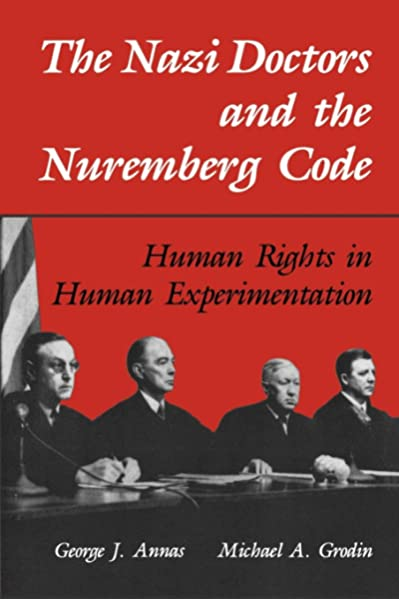 The Nazi Doctors
and the
Nuremberg Code
Human Rights in
Human Experimentation
George J. Annas Michael A. Grodin